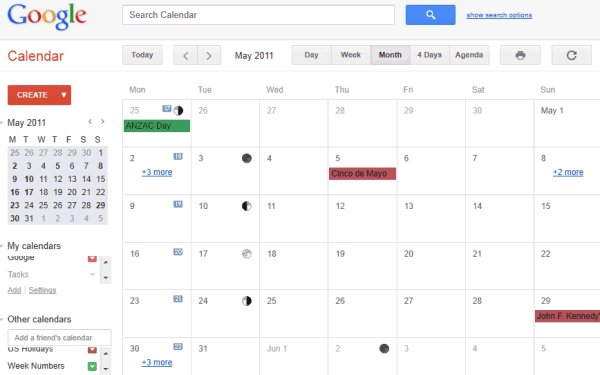 Google
Search Calendar
show search options
Calendar
Today
May 2011
Day
Week
Month
4 Days
Agenda
CREATE
May 2011
M T W T F S S
25 26 27 28 29 30 1
2 3 4 5 6 7 8
9 10 11 12 13 14 15
16 17 18 19 20 21 22
23 24 25 26 27 28 29
30 31 1 2 3 4 5
My calendars
Google
Tasks
Add
Settings
Other calendars
Add a friend's calendar
US Holidays
Week Numbers
Mon Tue Wed Thu Fri Sat Sun
25 17 26 27 28 29 30 May 1
ANZAC Day
2 18 3 4 5 6 7 8
+3 more
Cinco de Mayo
+2 more
9 19 10 11 12 13 14 15
16 20 17 18 19 20 21 22
23 21 24 25 26 27 28 29
John F. Kennedy'
30 22 31 Jun 1 2 3 4 5
+3 more